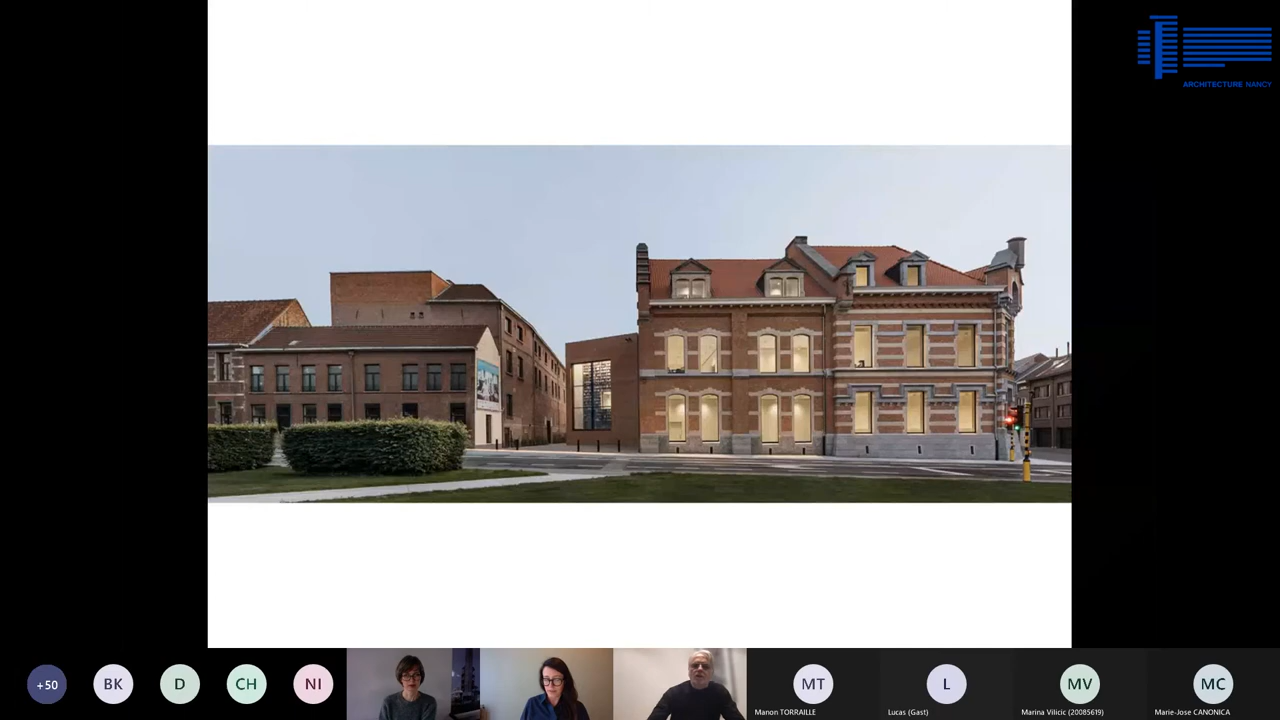 ARCHITECTURE NANCY
+50
BK
D
CH
NI
MT
L
MV
MC
Manon TORRAILLE
Lucas (Gast)
Marina Vilicic (20085619)
Marie-Jose CANONICA